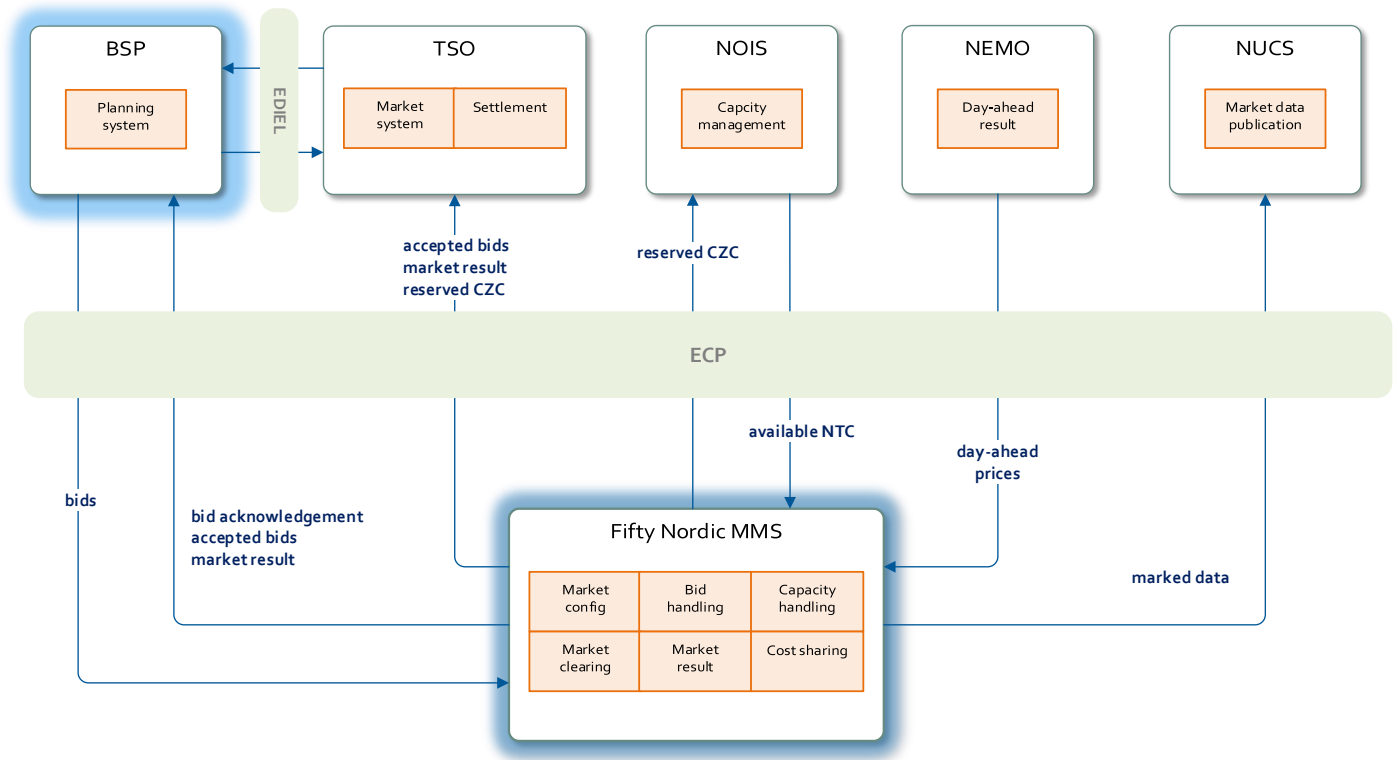 BSP
Planning
system
EDIEL
TSO
Market
system
Settlement
NOIS
Capcity
management
NEMO
Day-ahead
result
NUCS
Market data
publication
accepted bids
market result
reserved CZC
reserved CZC
ECP
available NTC
day-ahead
prices
bids
bid acknowledgement
accepted bids
market result
marked data
Fifty Nordic MMS
Market
config
Bid
handling
Capacity
handling
Market
clearing
Market
result
Cost sharing